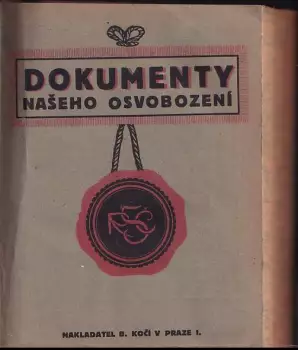 DOKUMENTY
NAŠEHO OSVOBOZENÍ
NAKLADATEL B. KOČÍ V PRAZE I.